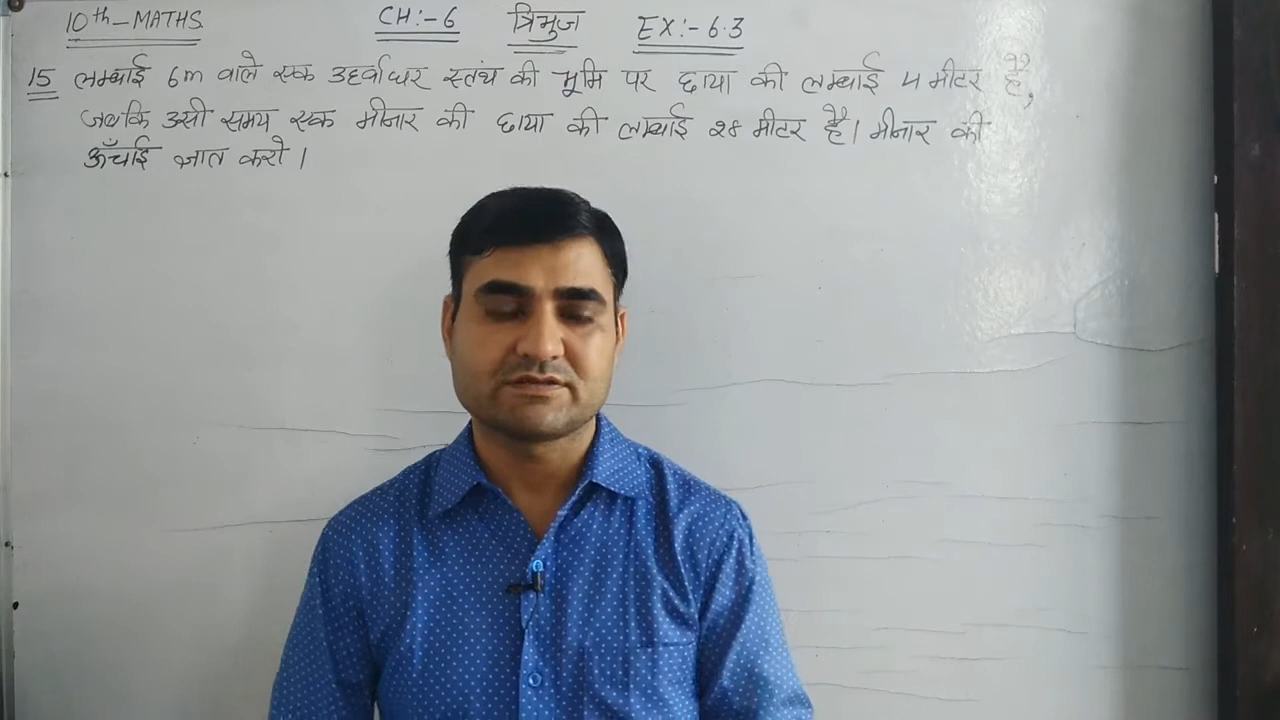 10th-MATHS. CH:-6 त्रिभुज EX:-6.3
15 लम्बाई 6m वाले एक उर्ध्वाधर स्तंभ की भूमि पर छाया की लम्बाई 4 मीटर है,
जबकि उसी समय एक मीनार की छाया की लम्बाई 28 मीटर है। मीनार की
ऊँचाई ज्ञात करो।